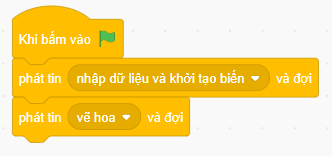 Khi bấm vào
phát tin nhập dữ liệu và khởi tạo biến và đợi
phát tin vẽ hoa và đợi